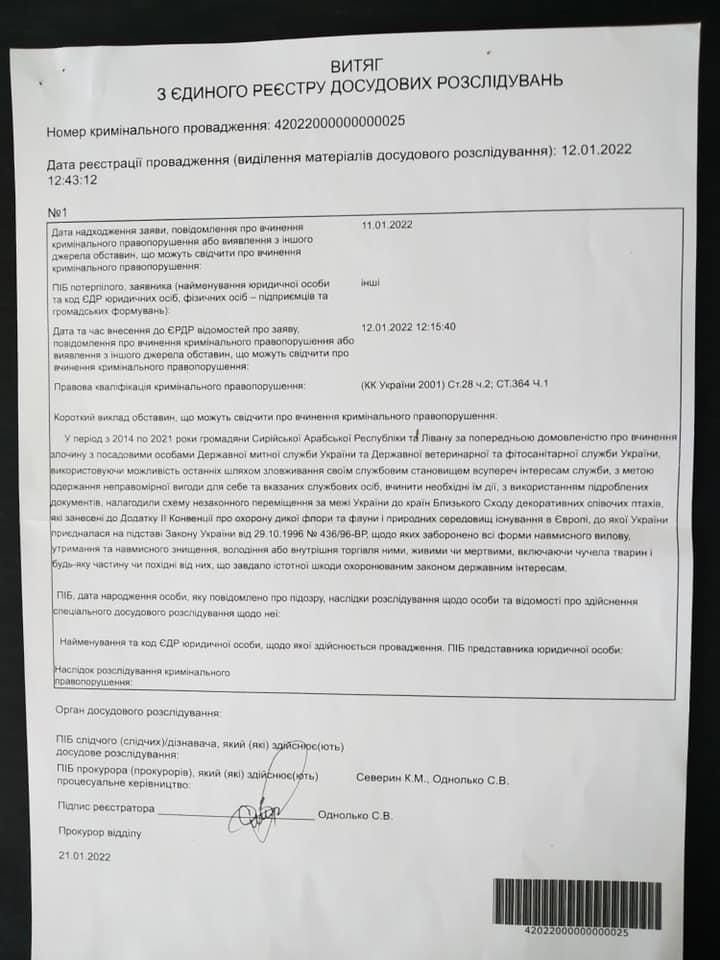 ВИТЯГ
З ЄДИНОГО РЕЄСТРУ ДОСУДОВИХ РОЗСЛІДУВАНЬ
Номер кримінального провадження: 42022000000000025
Дата реєстрації провадження (виділення матеріалів досудового розслідування): 12.01.2022
12:43:12
№1
Дата надходження заяви, повідомлення про вчинення
кримінального правопорушення або виявлення з іншого
джерела обставин, що можуть свідчити про вчинення
кримінального правопорушення:
11.01.2022
ПІБ потерпілого, заявника (найменування юридичної особи
та код ЄДР юридичних осіб, фізичних осіб – підприємців та
громадських формувань):
інші
Дата та час внесення до ЄРДР відомостей про заяву,
повідомлення про вчинення кримінального правопорушення або
виявлення з іншого джерела обставин, що можуть свідчити про
вчинення кримінального правопорушення:
12.01.2022 12:15:40
Правова кваліфікація кримінального правопорушення:
(КК України 2001) Ст.28 ч.2; СТ.364 Ч.1
Короткий виклад обставин, що можуть свідчити про вчинення кримінального правопорушення:
У період з 2014 по 2021 роки громадяни Сирійської Арабської Республіки та Лівану за попередньою домовленістю про вчинення
злочину з посадовими особами Державної митної служби України та Державної ветеринарної та фітосанітарної служби України,
використовуючи можливість останніх шляхом зловживання своїм службовим становищем всупереч інтересам служби, з метою
одержання неправомірної вигоди для себе та вказаних службових осіб, вчинити необхідні їм дії, з використанням підроблених
документів, налагодили схему незаконного переміщення за межі України до країн Близького Сходу декоративних співочих птахів,
які занесені до Додатку II Конвенції про охорону дикої флори та фауни і природних середовищ існування в Європі, до якої України
приєдналася на підставі Закону України від 29.10.1996 № 436/96-ВР, щодо яких заборонено всі форми навмисного вилову,
утримання та навмисного знищення, володіння або внутрішня торгівля ними, живими чи мертвими, включаючи чучела тварин і
будь-яку частину чи похідні від них, що завдало істотної шкоди охоронюваним законом державним інтересам.
ПІБ, дата народження особи, яку повідомлено про підозру, наслідки розслідування щодо особи та відомості про здійснення
спеціального досудового розслідування щодо неї:
Найменування та код ЄДР юридичної особи, щодо якої здійснюється провадження. ПІБ представника юридичної особи:
Наслідок розслідування кримінального
правопорушення:
Орган досудового розслідування:
ПІБ слідчого (слідчих)/дізнавача, який (які) здійснює(ють)
досудове розслідування:
ПІБ прокурора (прокурорів), який (які) здійснює(ють)
процесуальне керівництво:
Северин К.М., Однолько С.В.
Підпис реєстратора
Однолько С.В.
Прокурор відділу
21.01.2022
42022000000000025